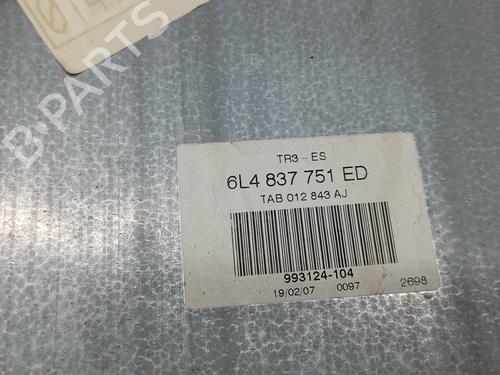 B-PARTS
TR3 - ES
6L4 837 751 ED
TAB 012 843 AJ
993124-104
19/02/07 0097 2698